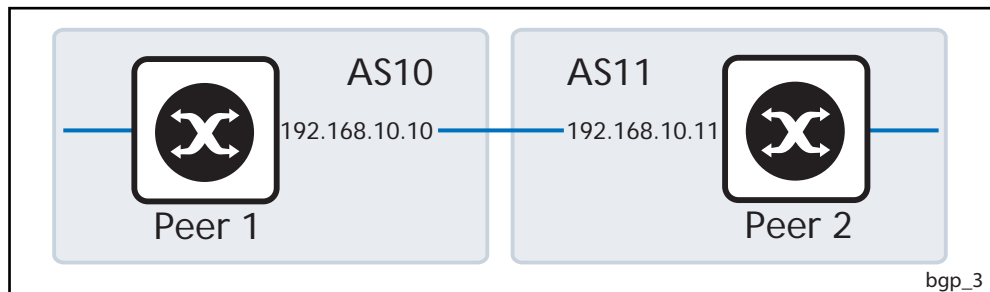 AS10
AS11
192.168.10.10
192.168.10.11
Peer 1
Peer 2
bgp_3